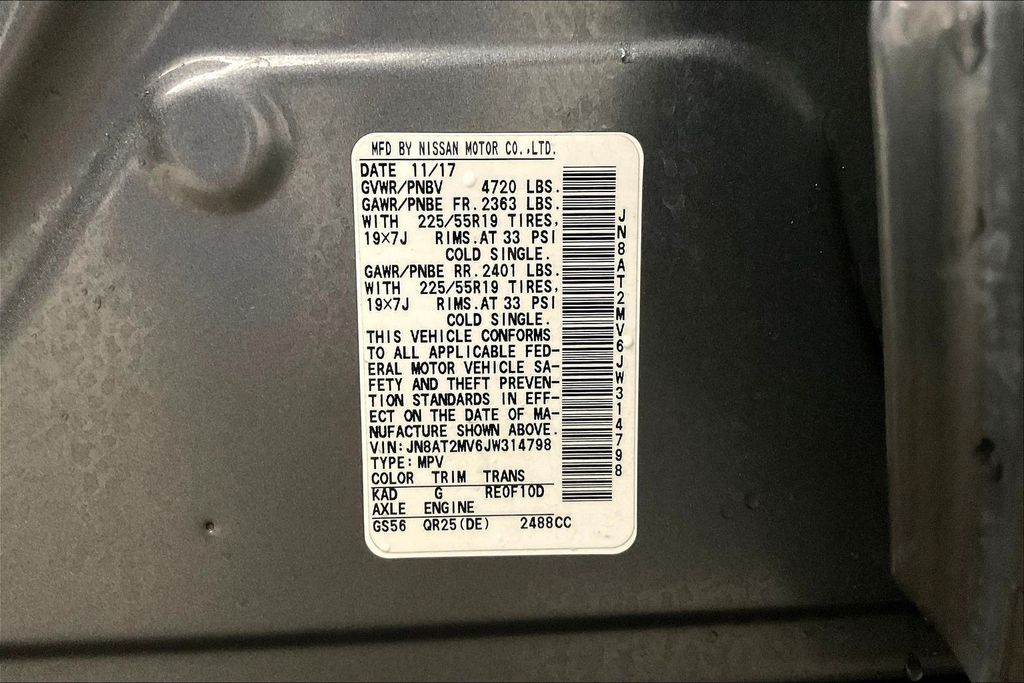 MFD BY NISSAN MOTOR CO.,LTD.
DATE 11/17
GVWR/PNBV 4720 LBS.
GAWR/PNBE FR.2363 LBS.
WITH 225/55R19 TIRES,
19×7J RIMS.AT 33 PSI
COLD SINGLE.
GAWR/PNBE RR.2401 LBS.
WITH 225/55R19 TIRES,
19×7J RIMS.AT 33 PSI
COLD SINGLE.
THIS VEHICLE CONFORMS
TO ALL APPLICABLE FED-
ERAL MOTOR VEHICLE SA-
FETY AND THEFT PREVEN-
TION STANDARDS IN EFF-
ECT ON THE DATE OF MA-
NUFACTURE SHOWN ABOVE.
VIN:JN8AT2MV6JW314798
TYPE:MPV
COLOR TRIM TRANS
KAD G RE0F10D
AXLE ENGINE
GS56 QR25(DE) 2488CC
JN8AT2MV6JW314798